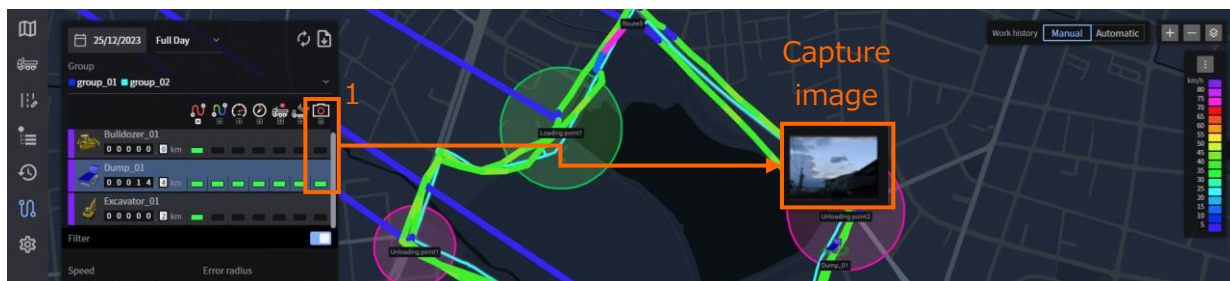 25/12/2023 Full Day
Group
group_01 group_02
1
Bulldozer_01
0 0 0 0 0 0 km
Dump_01
0 0 0 1 4 4 km
Excavator_01
0 0 0 0 0 2 km
Filter
Speed Error radius
Route3
Loading point1
Unloading point1
Capture
image
Unloading point2
Dump_01
Work history Manual Automatic
km/h
80
75
70
65
60
55
50
45
40
35
30
25
20
15
10
5